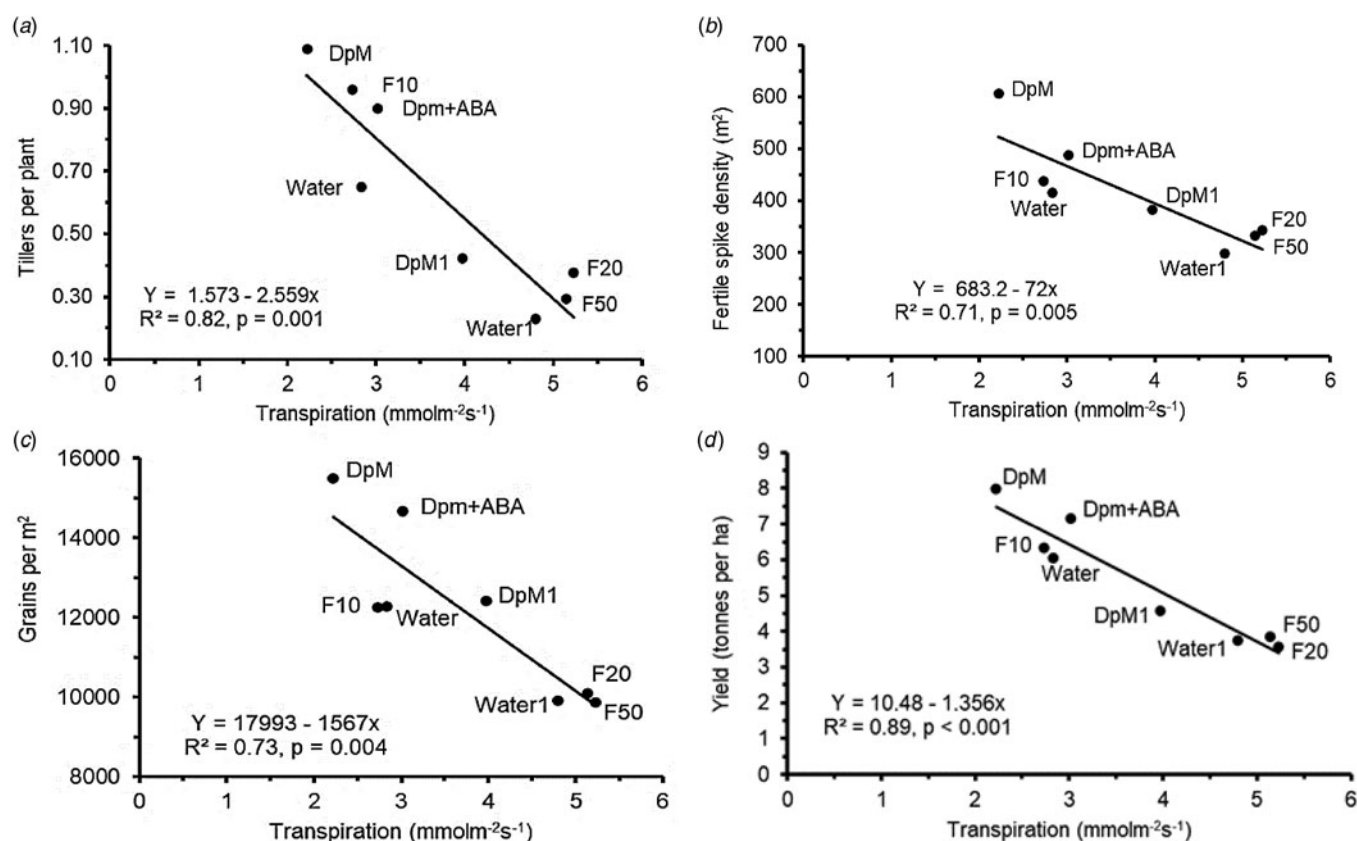 (a)
1.10
0.90
0.70
0.50
0.30
0.10
Tillers per plant
DpM
F10
Dpm+ABA
Water
DpM1
F20
F50
Water1
Y = 1.573 - 2.559x
R² = 0.82, p = 0.001
0 1 2 3 4 5 6
Transpiration (mmolm⁻²s⁻¹)
(b)
700
600
500
400
300
200
100
Fertile spike density (m²)
DpM
Dpm+ABA
F10
Water
DpM1
F20
F50
Water1
Y = 683.2 - 72x
R² = 0.71, p = 0.005
0 1 2 3 4 5 6
Transpiration (mmolm⁻²s⁻¹)
(c)
16000
14000
12000
10000
8000
Grains per m²
DpM
Dpm+ABA
F10
Water
DpM1
F20
Water1
F50
Y = 17993 - 1567x
R² = 0.73, p = 0.004
0 1 2 3 4 5 6
Transpiration (mmolm⁻²s⁻¹)
(d)
9
8
7
6
5
4
3
2
1
0
Yield (tonnes per ha)
DpM
Dpm+ABA
F10
Water
DpM1
F50
Water1
F20
Y = 10.48 - 1.356x
R² = 0.89, p < 0.001
0 1 2 3 4 5 6
Transpiration (mmolm⁻²s⁻¹)